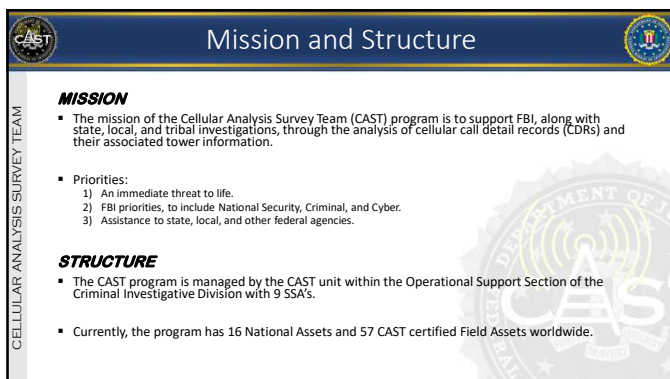 CAST
Mission and Structure
CELLULAR ANALYSIS SURVEY TEAM
MISSION
▪ The mission of the Cellular Analysis Survey Team (CAST) program is to support FBI, along with
state, local, and tribal investigations, through the analysis of cellular call detail records (CDRs) and
their associated tower information.
▪ Priorities:
1) An immediate threat to life.
2) FBI priorities, to include National Security, Criminal, and Cyber.
3) Assistance to state, local, and other federal agencies.
STRUCTURE
▪ The CAST program is managed by the CAST unit within the Operational Support Section of the
Criminal Investigative Division with 9 SSA's.
▪ Currently, the program has 16 National Assets and 57 CAST certified Field Assets worldwide.
CAS